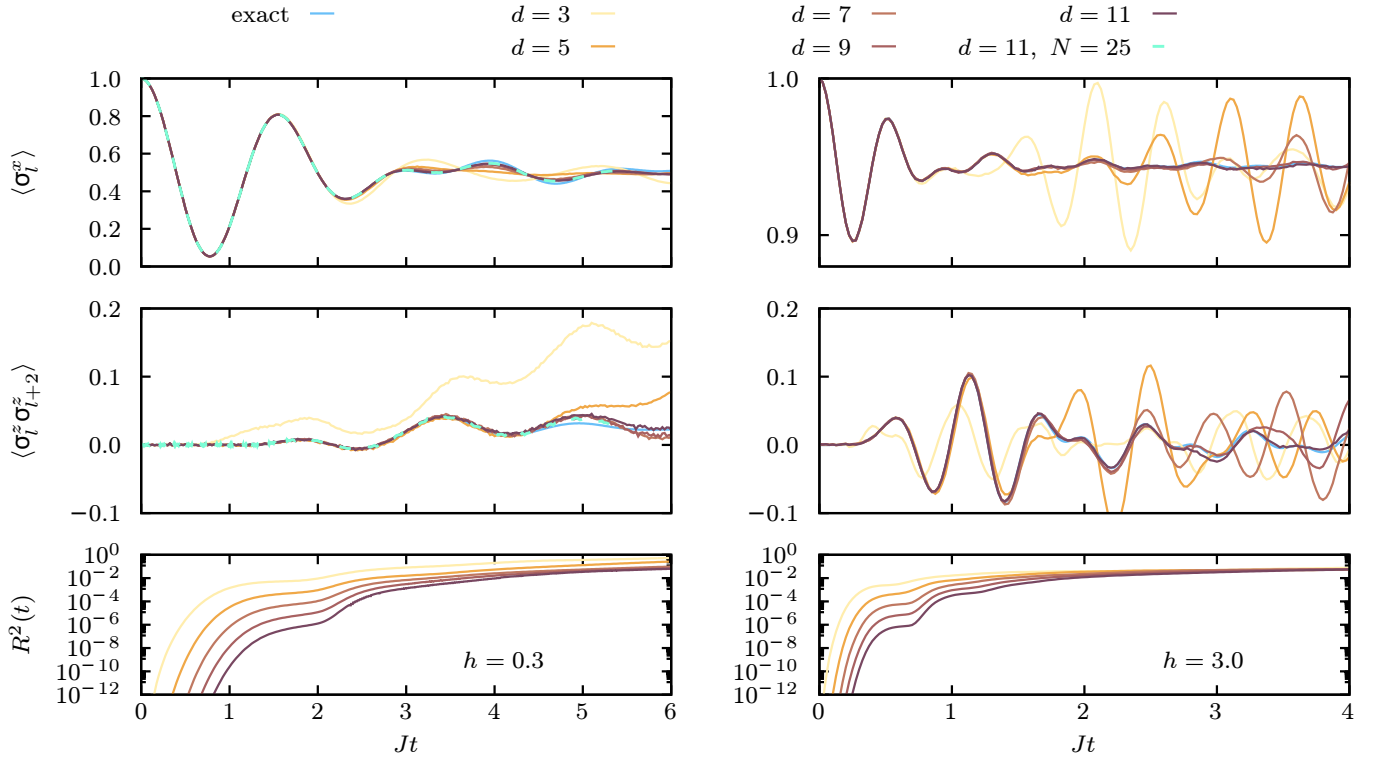 exact d = 3 d = 7 d = 11
d = 5 d = 9 d = 11, N = 25
1.0 0.8 0.6 0.4 0.2 0.0
⟨σ_l^x⟩
1.0 0.9
0.2 0.1 0.0 −0.1
⟨σ_l^z σ_{l+2}^z⟩
0.2 0.1 0.0 −0.1
10^0 10^−2 10^−4 10^−6 10^−8 10^−10 10^−12
R^2(t)
h = 0.3
10^0 10^−2 10^−4 10^−6 10^−8 10^−10 10^−12
h = 3.0
0 1 2 3 4 5 6
0 1 2 3 4
Jt Jt